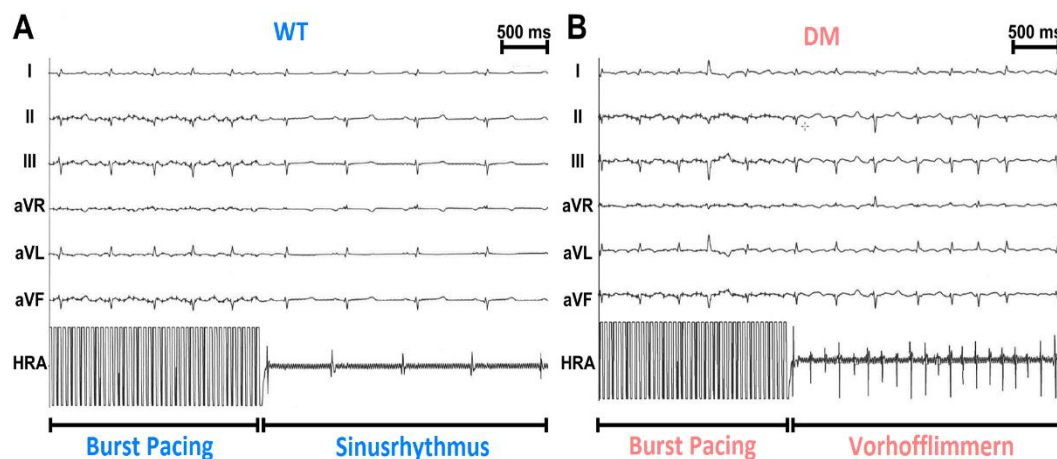 A
WT
500 ms
I
II
III
aVR
aVL
aVF
HRA
Burst Pacing
Sinusrhythmus
B
DM
500 ms
I
II
III
aVR
aVL
aVF
HRA
Burst Pacing
Vorhofflimmern